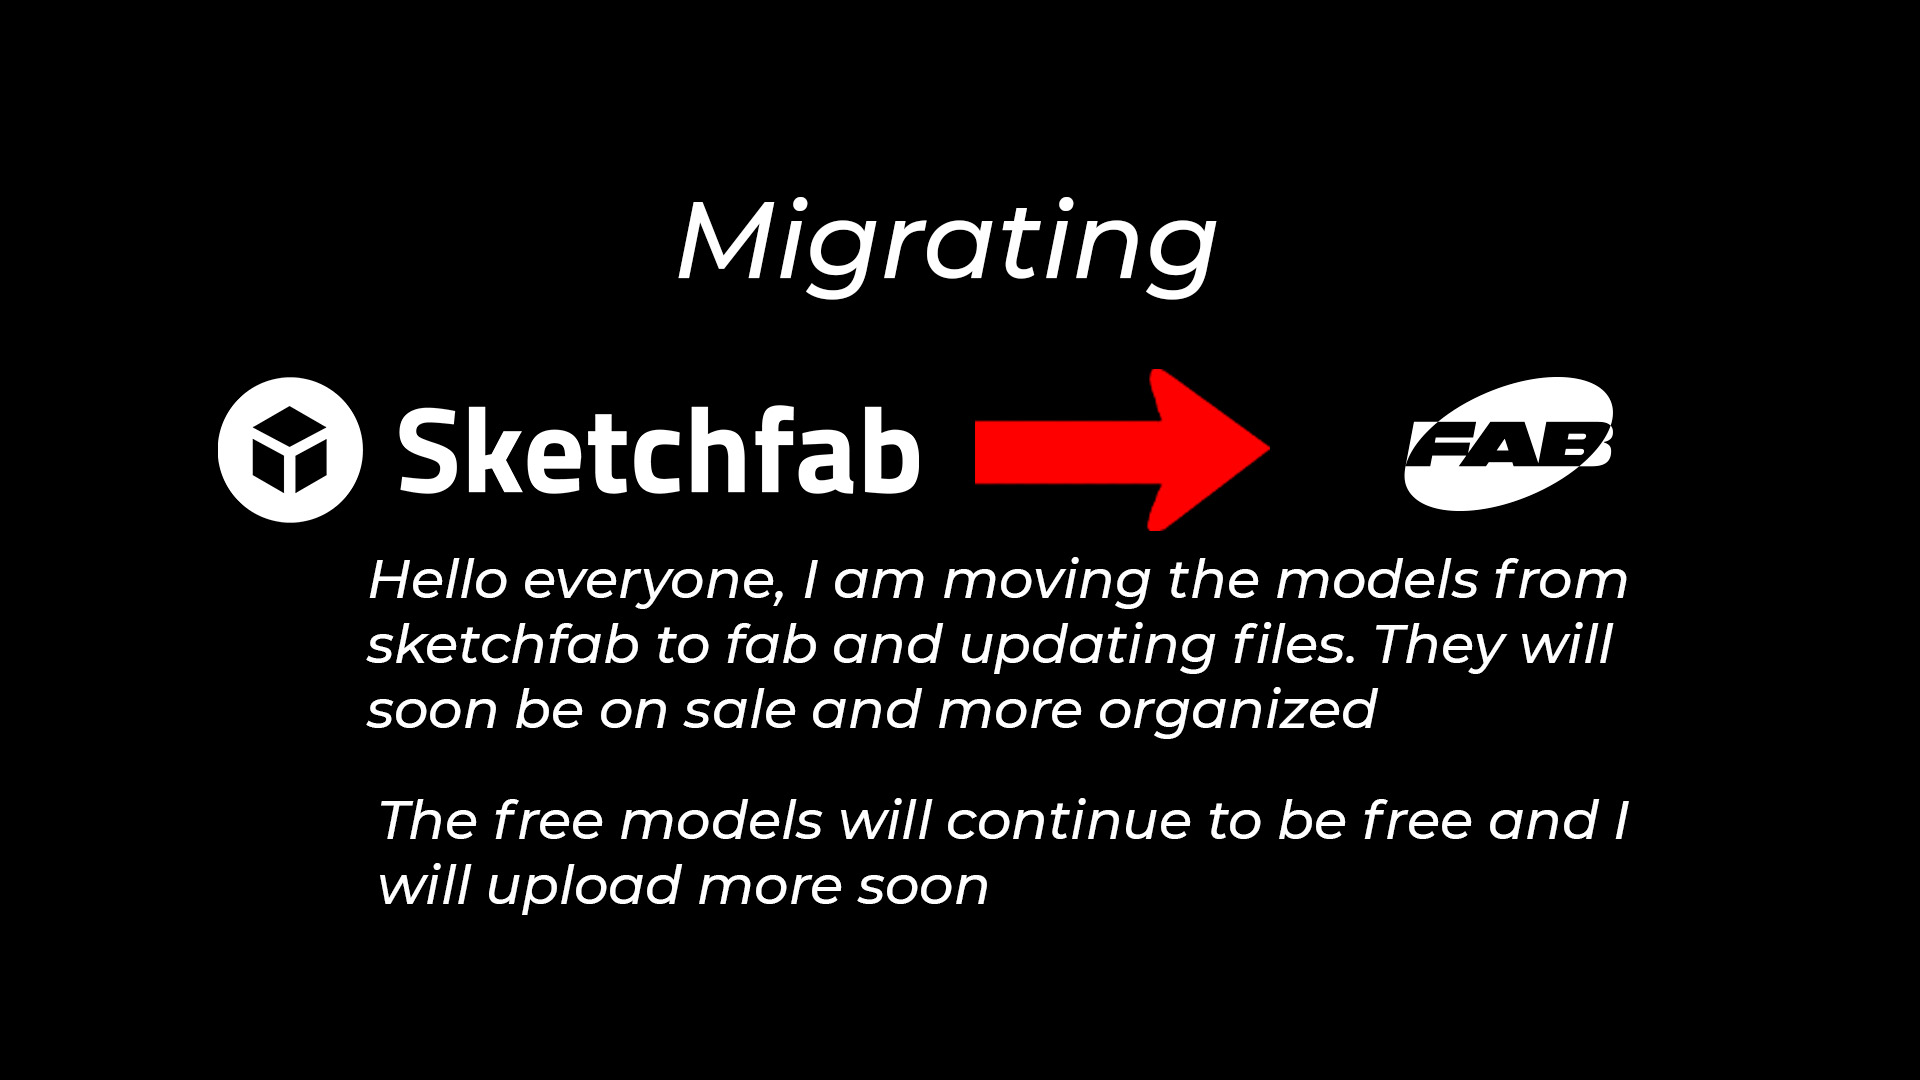 Migrating
Sketchfab
FAB
Hello everyone, I am moving the models from
sketchfab to fab and updating files. They will
soon be on sale and more organized
The free models will continue to be free and I
will upload more soon